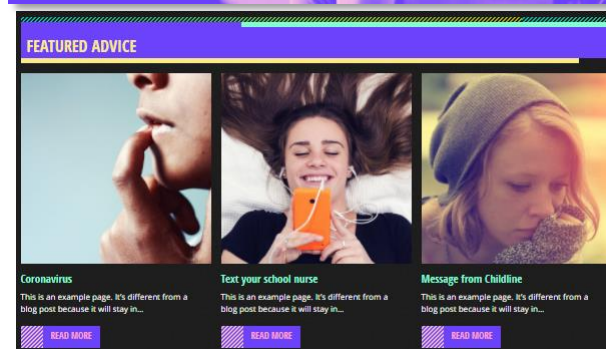 FEATURED ADVICE
Coronavirus
This is an example page. It's different from a
blog post because it will stay in...
READ MORE
Text your school nurse
This is an example page. It's different from a
blog post because it will stay in...
READ MORE
Message from Childline
This is an example page. It's different from a
blog post because it will stay in...
READ MORE